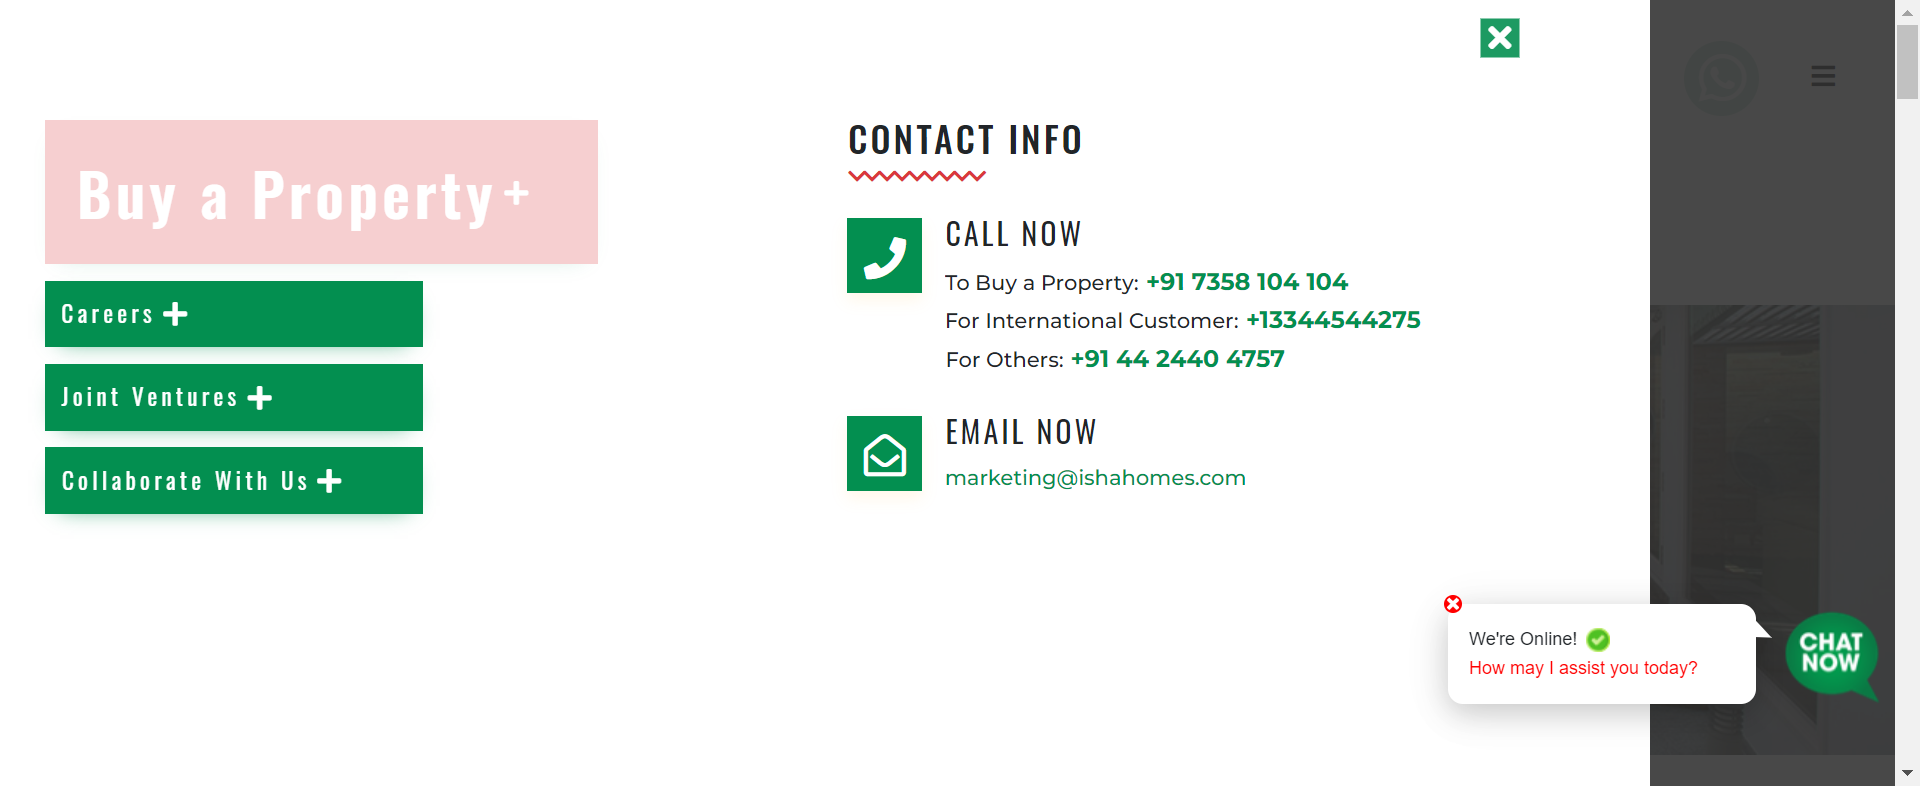 Buy a Property+
Careers +
Joint Ventures +
Collaborate With Us +
CONTACT INFO
CALL NOW
To Buy a Property: +91 7358 104 104
For International Customer: +13344544275
For Others: +91 44 2440 4757
EMAIL NOW
marketing@ishahomes.com
We're Online!
How may I assist you today?
CHAT
NOW